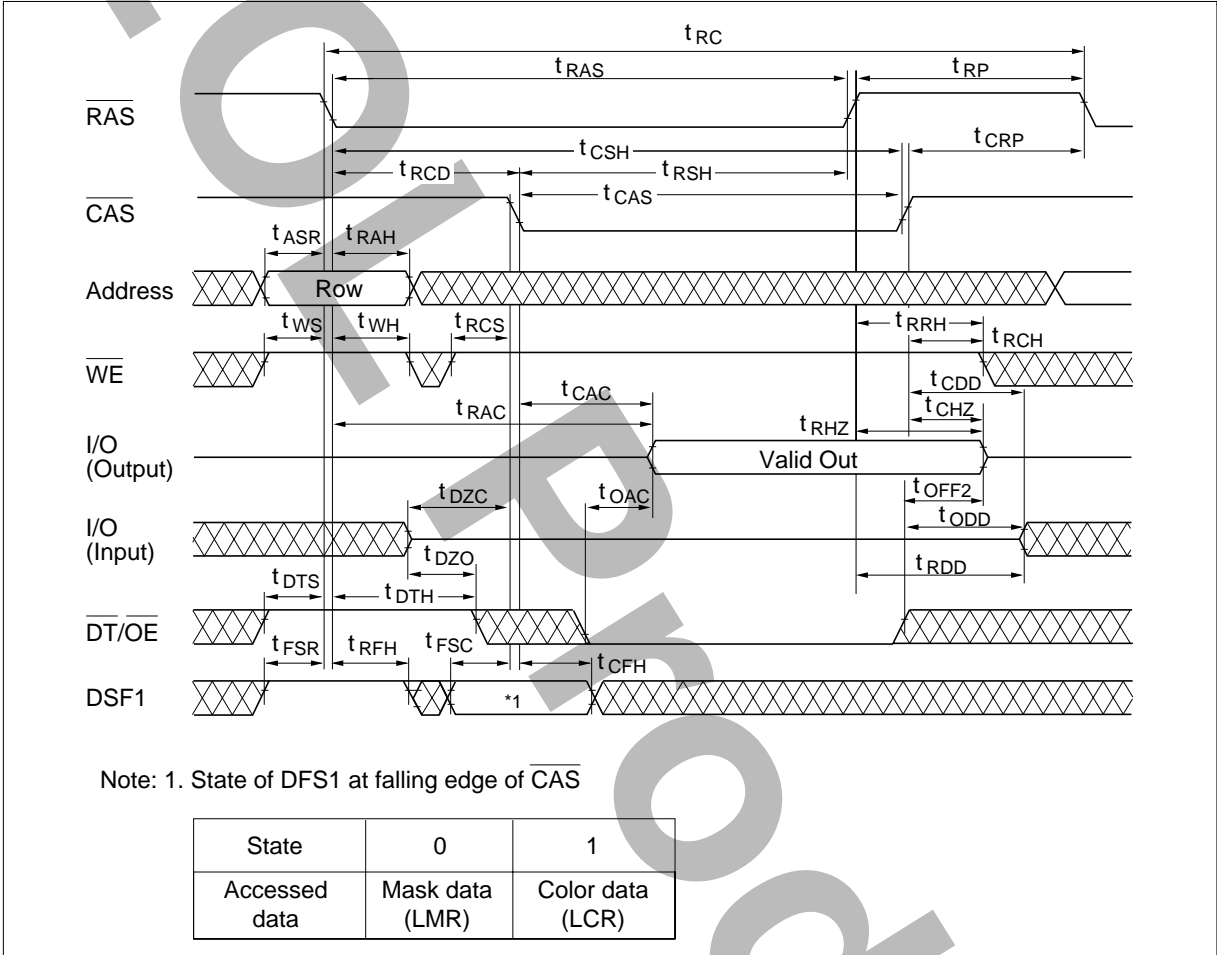 t RC
t RAS
t RP
RAS
t CSH
t CRP
t RCD
t RSH
CAS
t CAS
t ASR
t RAH
Address
Row
t WS
t WH
t RCS
t RRH
t RCH
WE
t CDD
t CAC
t RAC
t CHZ
t RHZ
I/O
(Output)
Valid Out
t OFF2
t DZC
t OAC
t ODD
I/O
(Input)
t DZO
t RDD
t DTS
t DTH
DT/OE
t FSR
t RFH
t FSC
t CFH
DSF1
*1
Note: 1. State of DFS1 at falling edge of CAS
State 0 1
Accessed data Mask data (LMR) Color data (LCR)